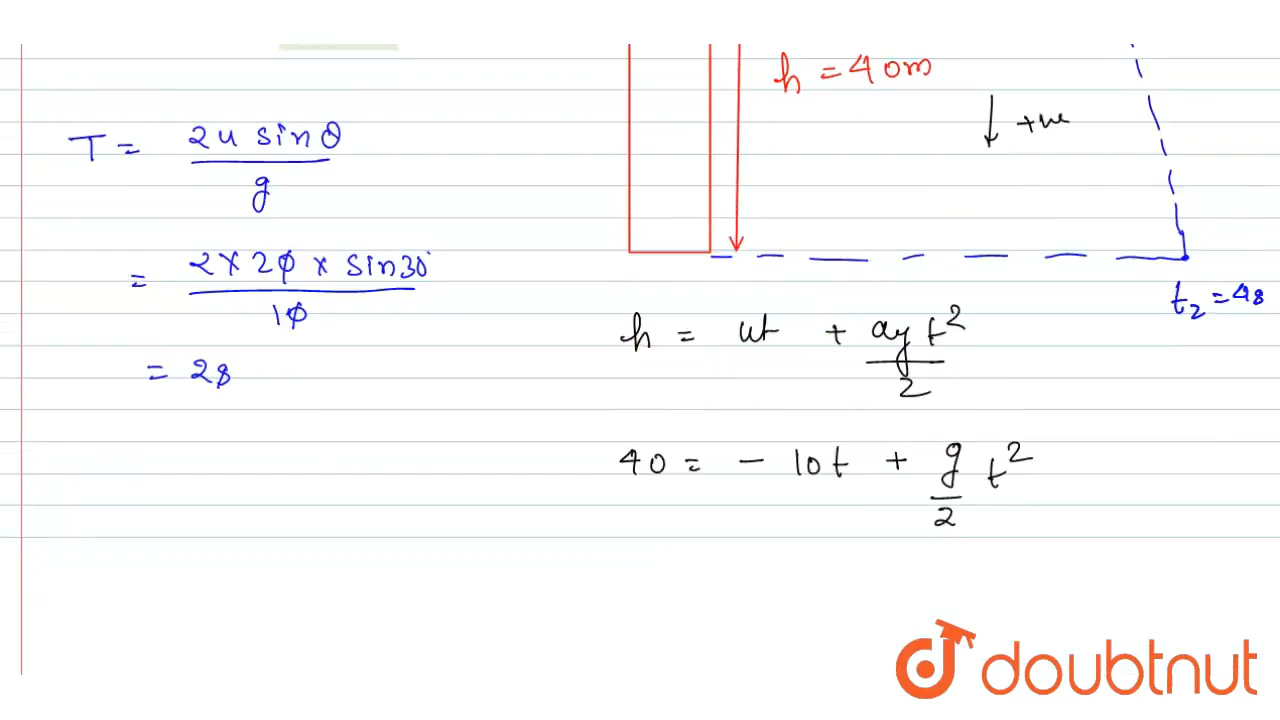 h = 40m
↓ +ve
T = 2u sinθ / g
= 2 × 20 × sin30° / 10
= 2s
t₂ = 4s
h = ut + ay t² / 2
40 = - 10t + g/2 t²
doubtnut